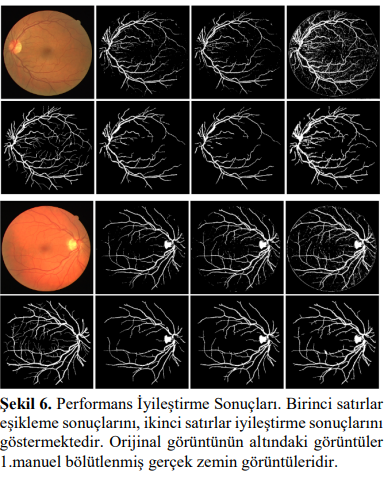 Şekil 6. Performans İyileştirme Sonuçları. Birinci satırlar
eşikleme sonuçlarını, ikinci satırlar iyileştirme sonuçlarını
göstermektedir. Orijinal görüntünün altındaki görüntüler
1.manuel bölütlenmiş gerçek zemin görüntüleridir.